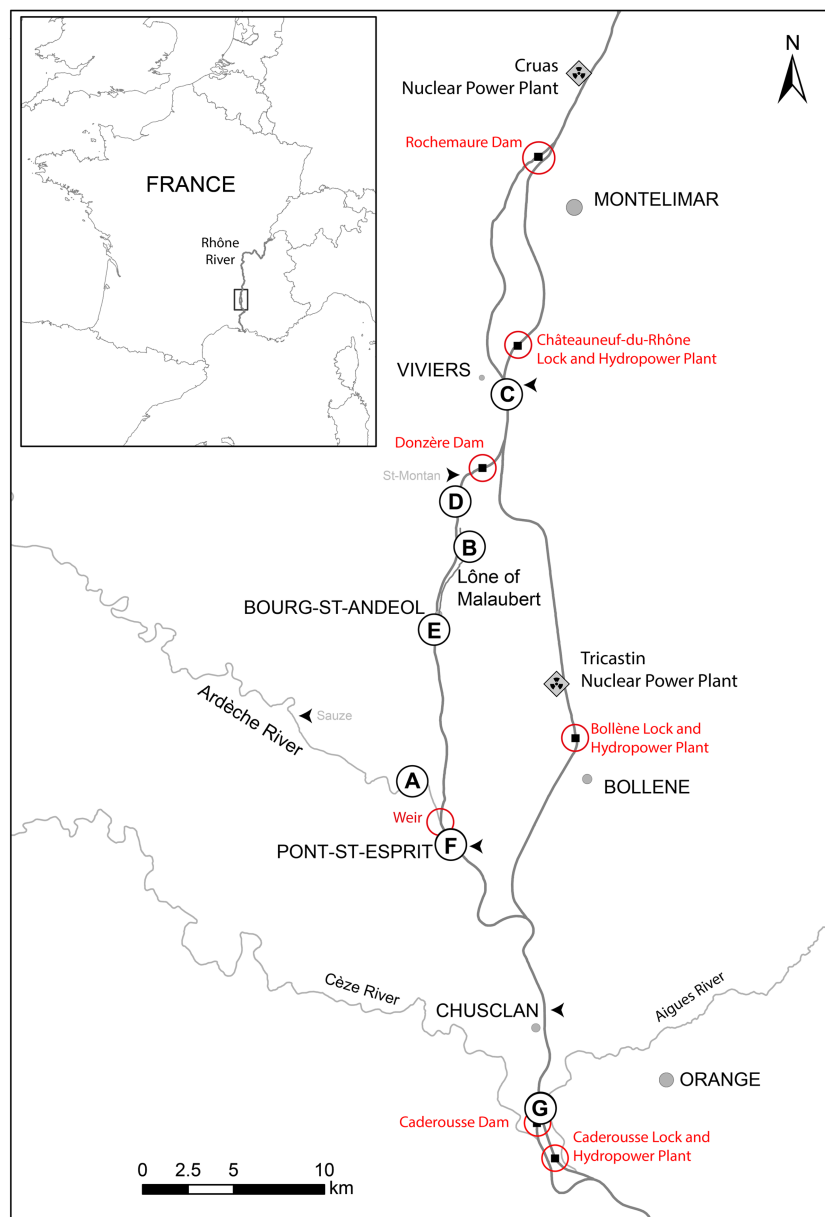 N
Cruas
Nuclear Power Plant
Rochemaure Dam
MONTELIMAR
FRANCE
Rhône
River
Châteauneuf-du-Rhône
Lock and Hydropower Plant
VIVIERS
C
Donzère Dam
St-Montan
D
B
Lône of
Malaubert
BOURG-ST-ANDEOL
E
Tricastin
Nuclear Power Plant
Ardèche River
Sauze
Bollène Lock and
Hydropower Plant
A
BOLLENE
Weir
PONT-ST-ESPRIT
F
Cèze River
Aigues River
CHUSCLAN
ORANGE
G
Caderousse Dam
Caderousse Lock and
Hydropower Plant
0 2.5 5 10
km